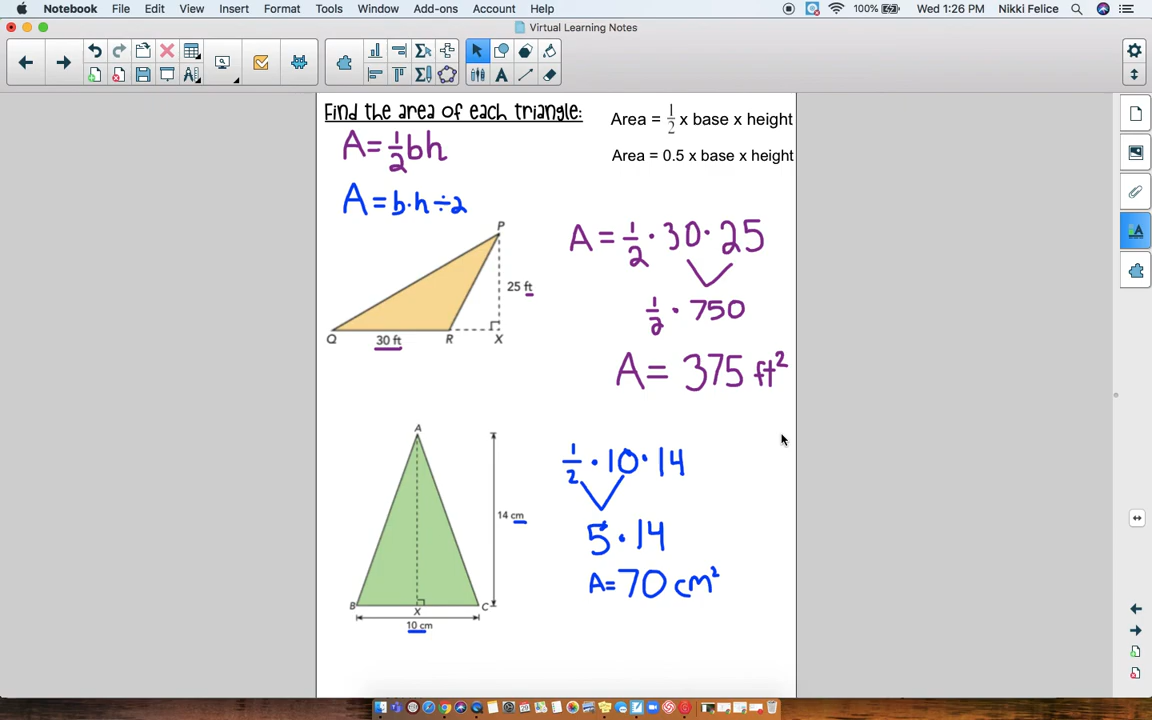 Notebook File Edit View Insert Format Tools Window Add-ons Account Help 100% Wed 1:26 PM Nikki Felice
Virtual Learning Notes
Find the area of each triangle:
Area = 1/2 x base x height
A = 1/2 bh
Area = 0.5 x base x height
A = b·h÷2
P
25 ft
Q 30 ft R X
A = 1/2 · 30 · 25
1/2 · 750
A = 375 ft²
A
14 cm
B X C
10 cm
1/2 · 10 · 14
5 · 14
A = 70 cm²